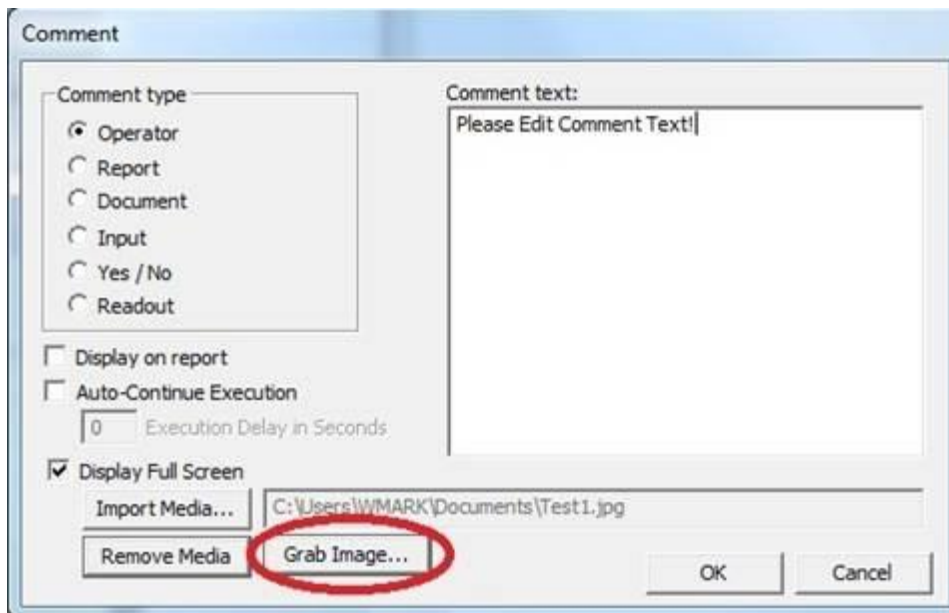 Comment
Comment type
Operator
Report
Document
Input
Yes / No
Readout
Comment text:
Please Edit Comment Text!
Display on report
Auto-Continue Execution
0 Execution Delay in Seconds
Display Full Screen
Import Media... C:\Users\WMARK\Documents\Test1.jpg
Remove Media Grab Image... OK Cancel